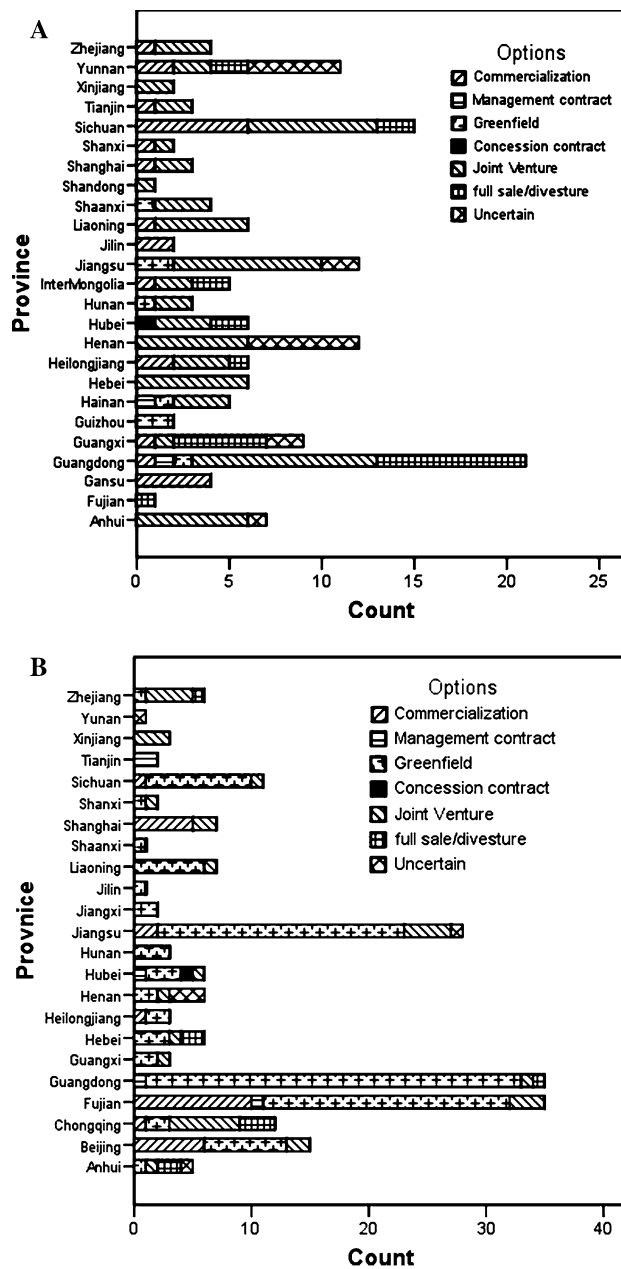 A
Options
Commercialization
Management contract
Greenfield
Concession contract
Joint Venture
full sale/divesture
Uncertain
Province
Zhejiang
Yunnan
Xinjiang
Tianjin
Sichuan
Shanxi
Shanghai
Shandong
Shaanxi
Liaoning
Jilin
Jiangsu
InterMongolia
Hunan
Hubei
Henan
Heilongjiang
Hebei
Hainan
Guizhou
Guangxi
Guangdong
Gansu
Fujian
Anhui
0 5 10 15 20 25
Count
B
Options
Commercialization
Management contract
Greenfield
Concession contract
Joint Venture
full sale/divesture
Uncertain
Provnice
Zhejiang
Yunan
Xinjiang
Tianjin
Sichuan
Shanxi
Shanghai
Shaanxi
Liaoning
Jilin
Jiangxi
Jiangsu
Hunan
Hubei
Henan
Heilongjiang
Hebei
Guangxi
Guangdong
Fujian
Chongqing
Beijing
Anhui
0 10 20 30 40
Count